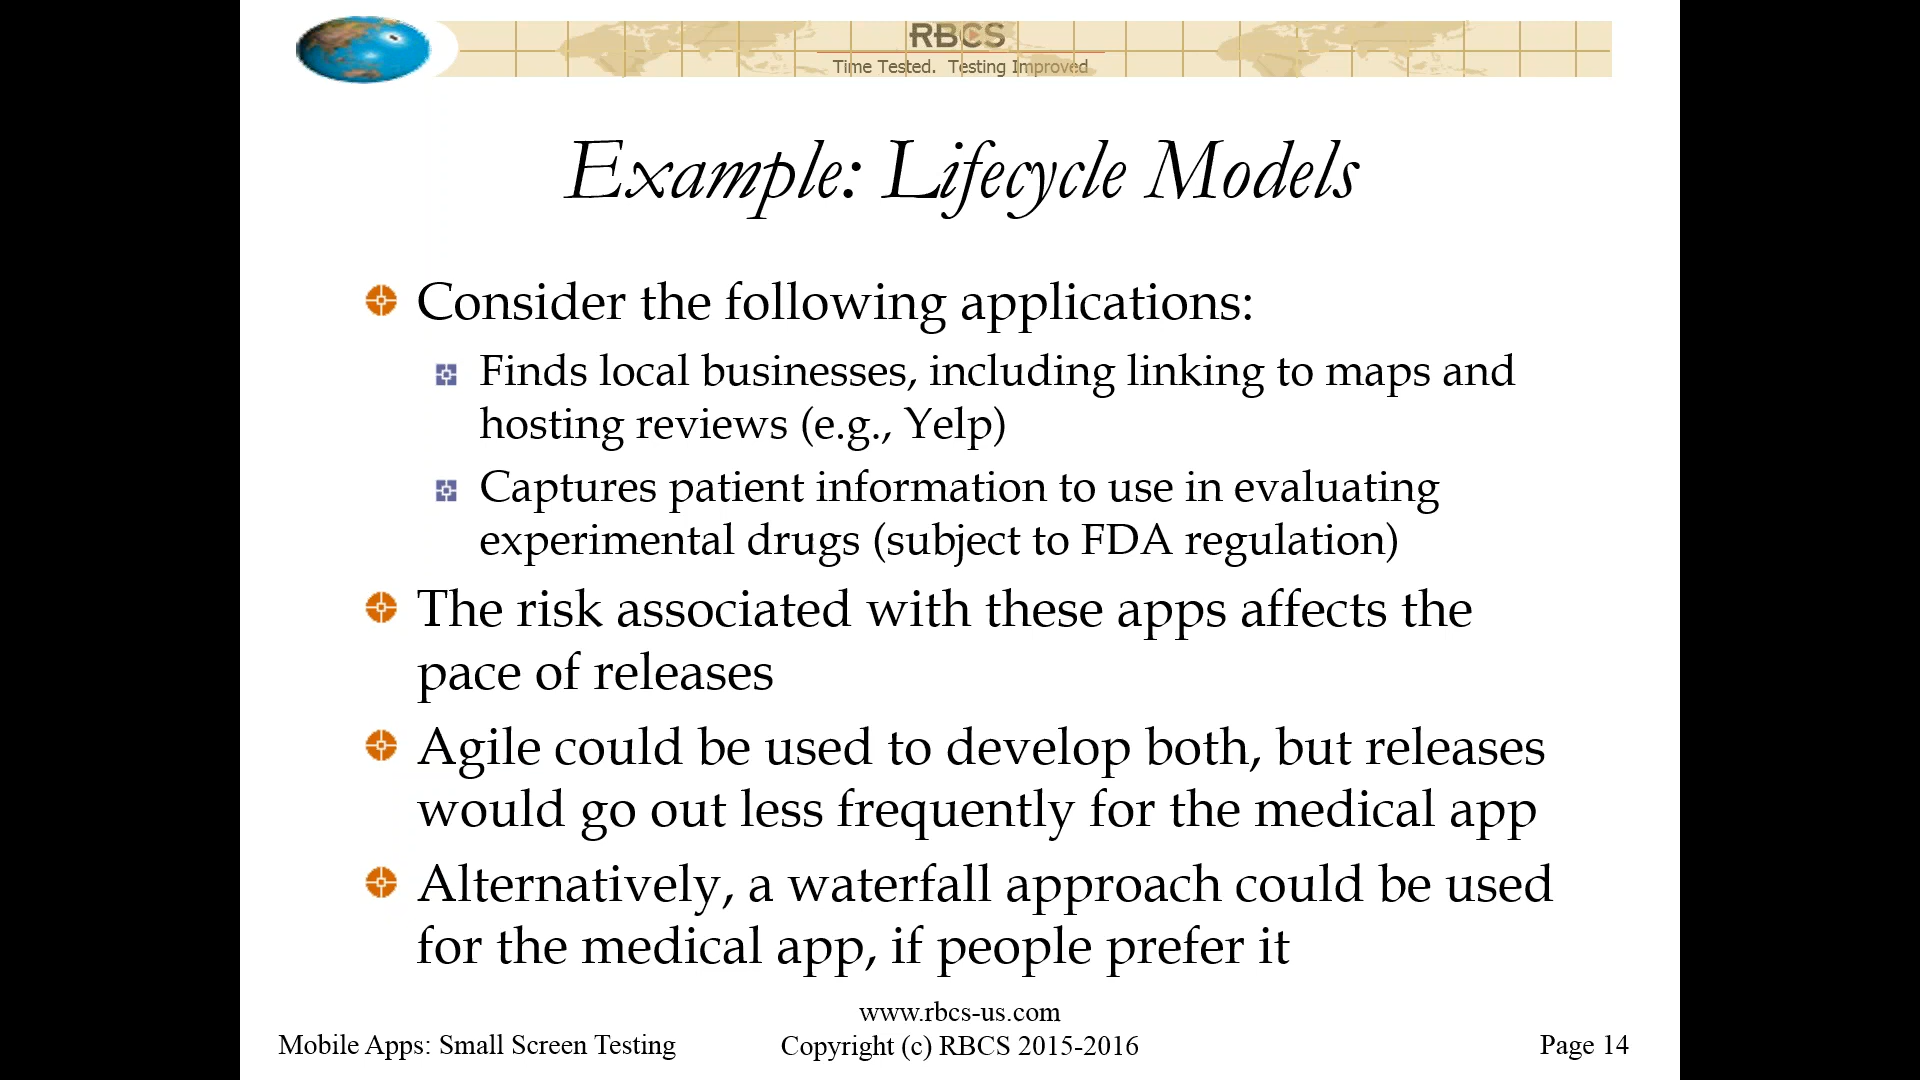 RBCS
Time Tested. Testing Improved
Example: Lifecycle Models
Consider the following applications:
Finds local businesses, including linking to maps and
hosting reviews (e.g., Yelp)
Captures patient information to use in evaluating
experimental drugs (subject to FDA regulation)
The risk associated with these apps affects the
pace of releases
Agile could be used to develop both, but releases
would go out less frequently for the medical app
Alternatively, a waterfall approach could be used
for the medical app, if people prefer it
www.rbcs-us.com
Mobile Apps: Small Screen Testing Copyright (c) RBCS 2015-2016 Page 14